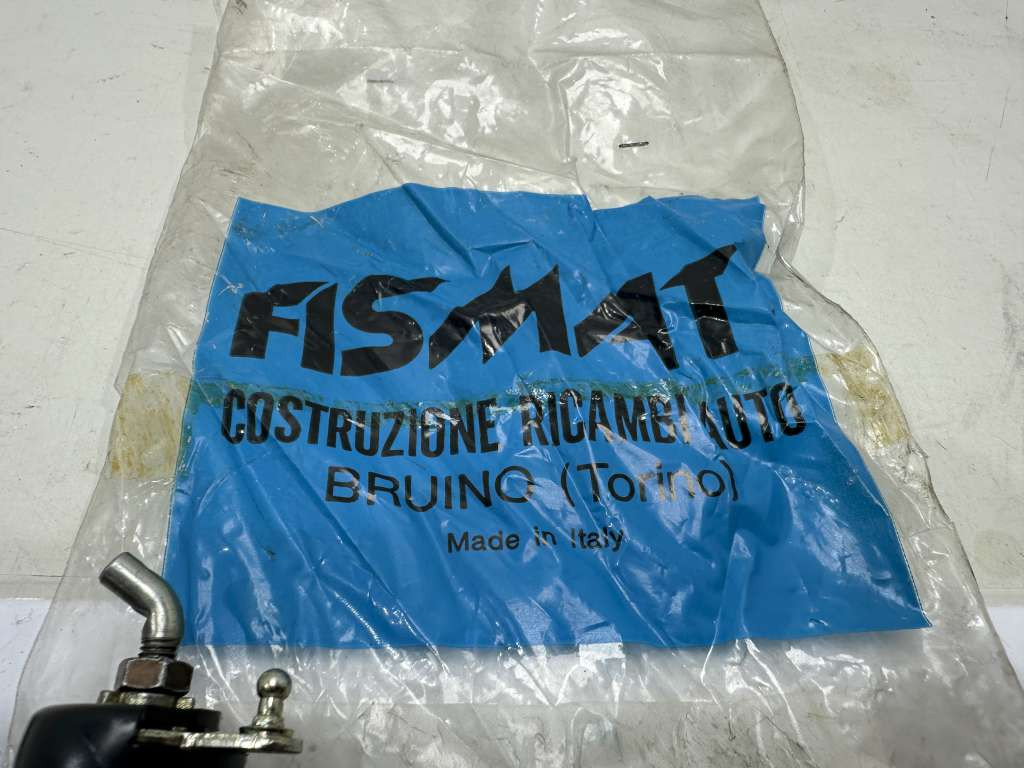 FISMAT
COSTRUZIONE RICAMBI AUTO
BRUINO (Torino)
Made in Italy